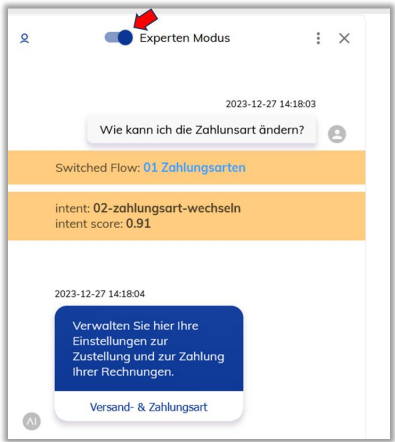 Experten Modus
2023-12-27 14:18:03
Wie kann ich die Zahlunsart ändern?
Switched Flow: 01 Zahlungsarten
intent: 02-zahlungsart-wechseln
intent score: 0.91
2023-12-27 14:18:04
Verwalten Sie hier Ihre
Einstellungen zur
Zustellung und zur Zahlung
Ihrer Rechnungen.
Versand- & Zahlungsart
AI